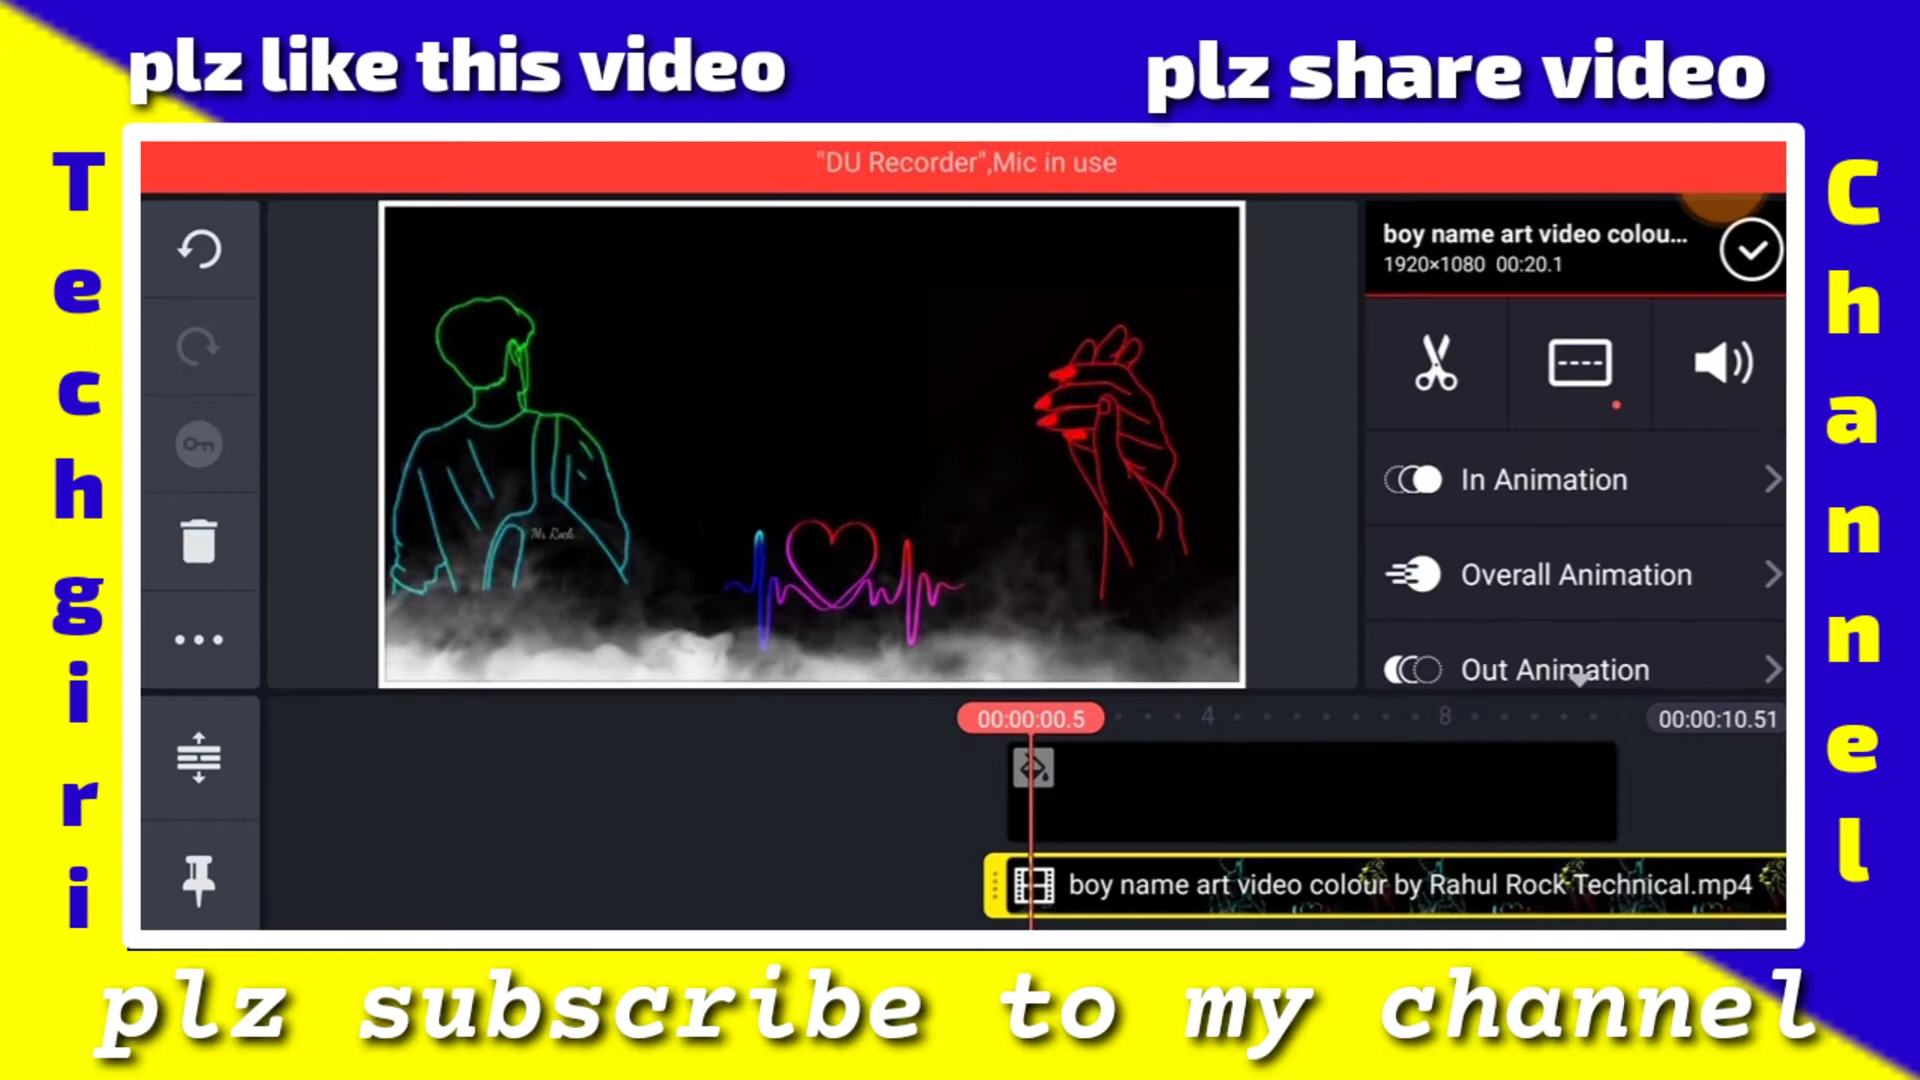 plz like this video
plz share video
Techgiri
Channel
"DU Recorder",Mic in use
boy name art video colou...
1920×1080 00:20.1
In Animation
Overall Animation
Out Animation
Mr Rock
00:00:00.5
4
8
00:00:10.51
boy name art video colour by Rahul Rock Technical.mp4
plz subscribe to my channel